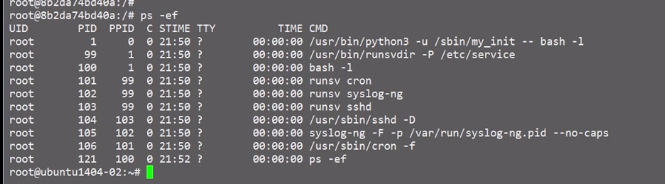 root@8b2da74bd40a:/#
root@8b2da74bd40a:/# ps -ef
UID        PID  PPID  C STIME TTY          TIME CMD
root         1     0  0 21:50 ?        00:00:00 /usr/bin/python3 -u /sbin/my_init -- bash -l
root        99     1  0 21:50 ?        00:00:00 /usr/bin/runsvdir -P /etc/service
root       100     1  0 21:50 ?        00:00:00 bash -l
root       101    99  0 21:50 ?        00:00:00 runsv cron
root       102    99  0 21:50 ?        00:00:00 runsv syslog-ng
root       103    99  0 21:50 ?        00:00:00 runsv sshd
root       104   103  0 21:50 ?        00:00:00 /usr/sbin/sshd -D
root       105   102  0 21:50 ?        00:00:00 syslog-ng -F -p /var/run/syslog-ng.pid --no-caps
root       106   101  0 21:50 ?        00:00:00 /usr/sbin/cron -f
root       121   100  0 21:52 ?        00:00:00 ps -ef
root@ubuntu1404-02:~#